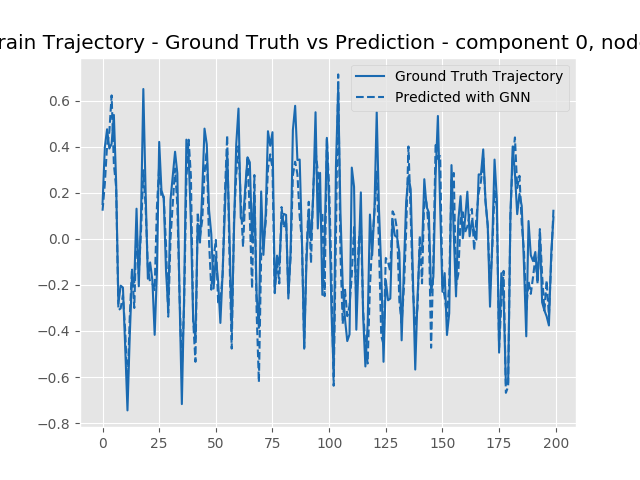 rain Trajectory - Ground Truth vs Prediction - component 0, nod
Ground Truth Trajectory
Predicted with GNN
0.6
0.4
0.2
0.0
−0.2
−0.4
−0.6
−0.8
0 25 50 75 100 125 150 175 200